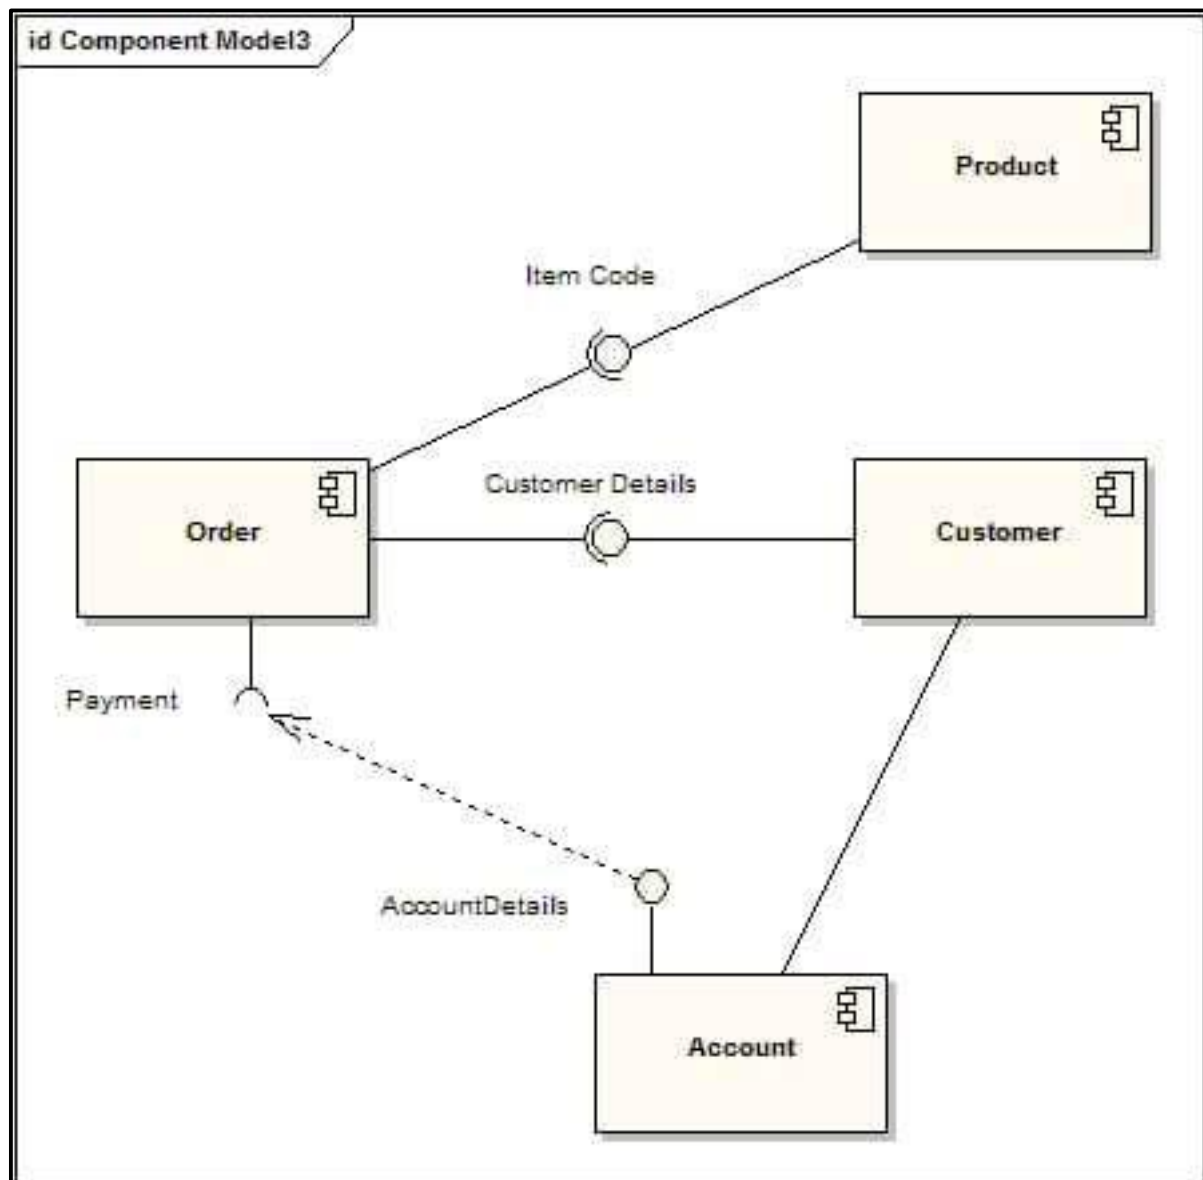 id Component Model3
Product
Item Code
Customer Details
Order
Customer
Payment
AccountDetails
Account